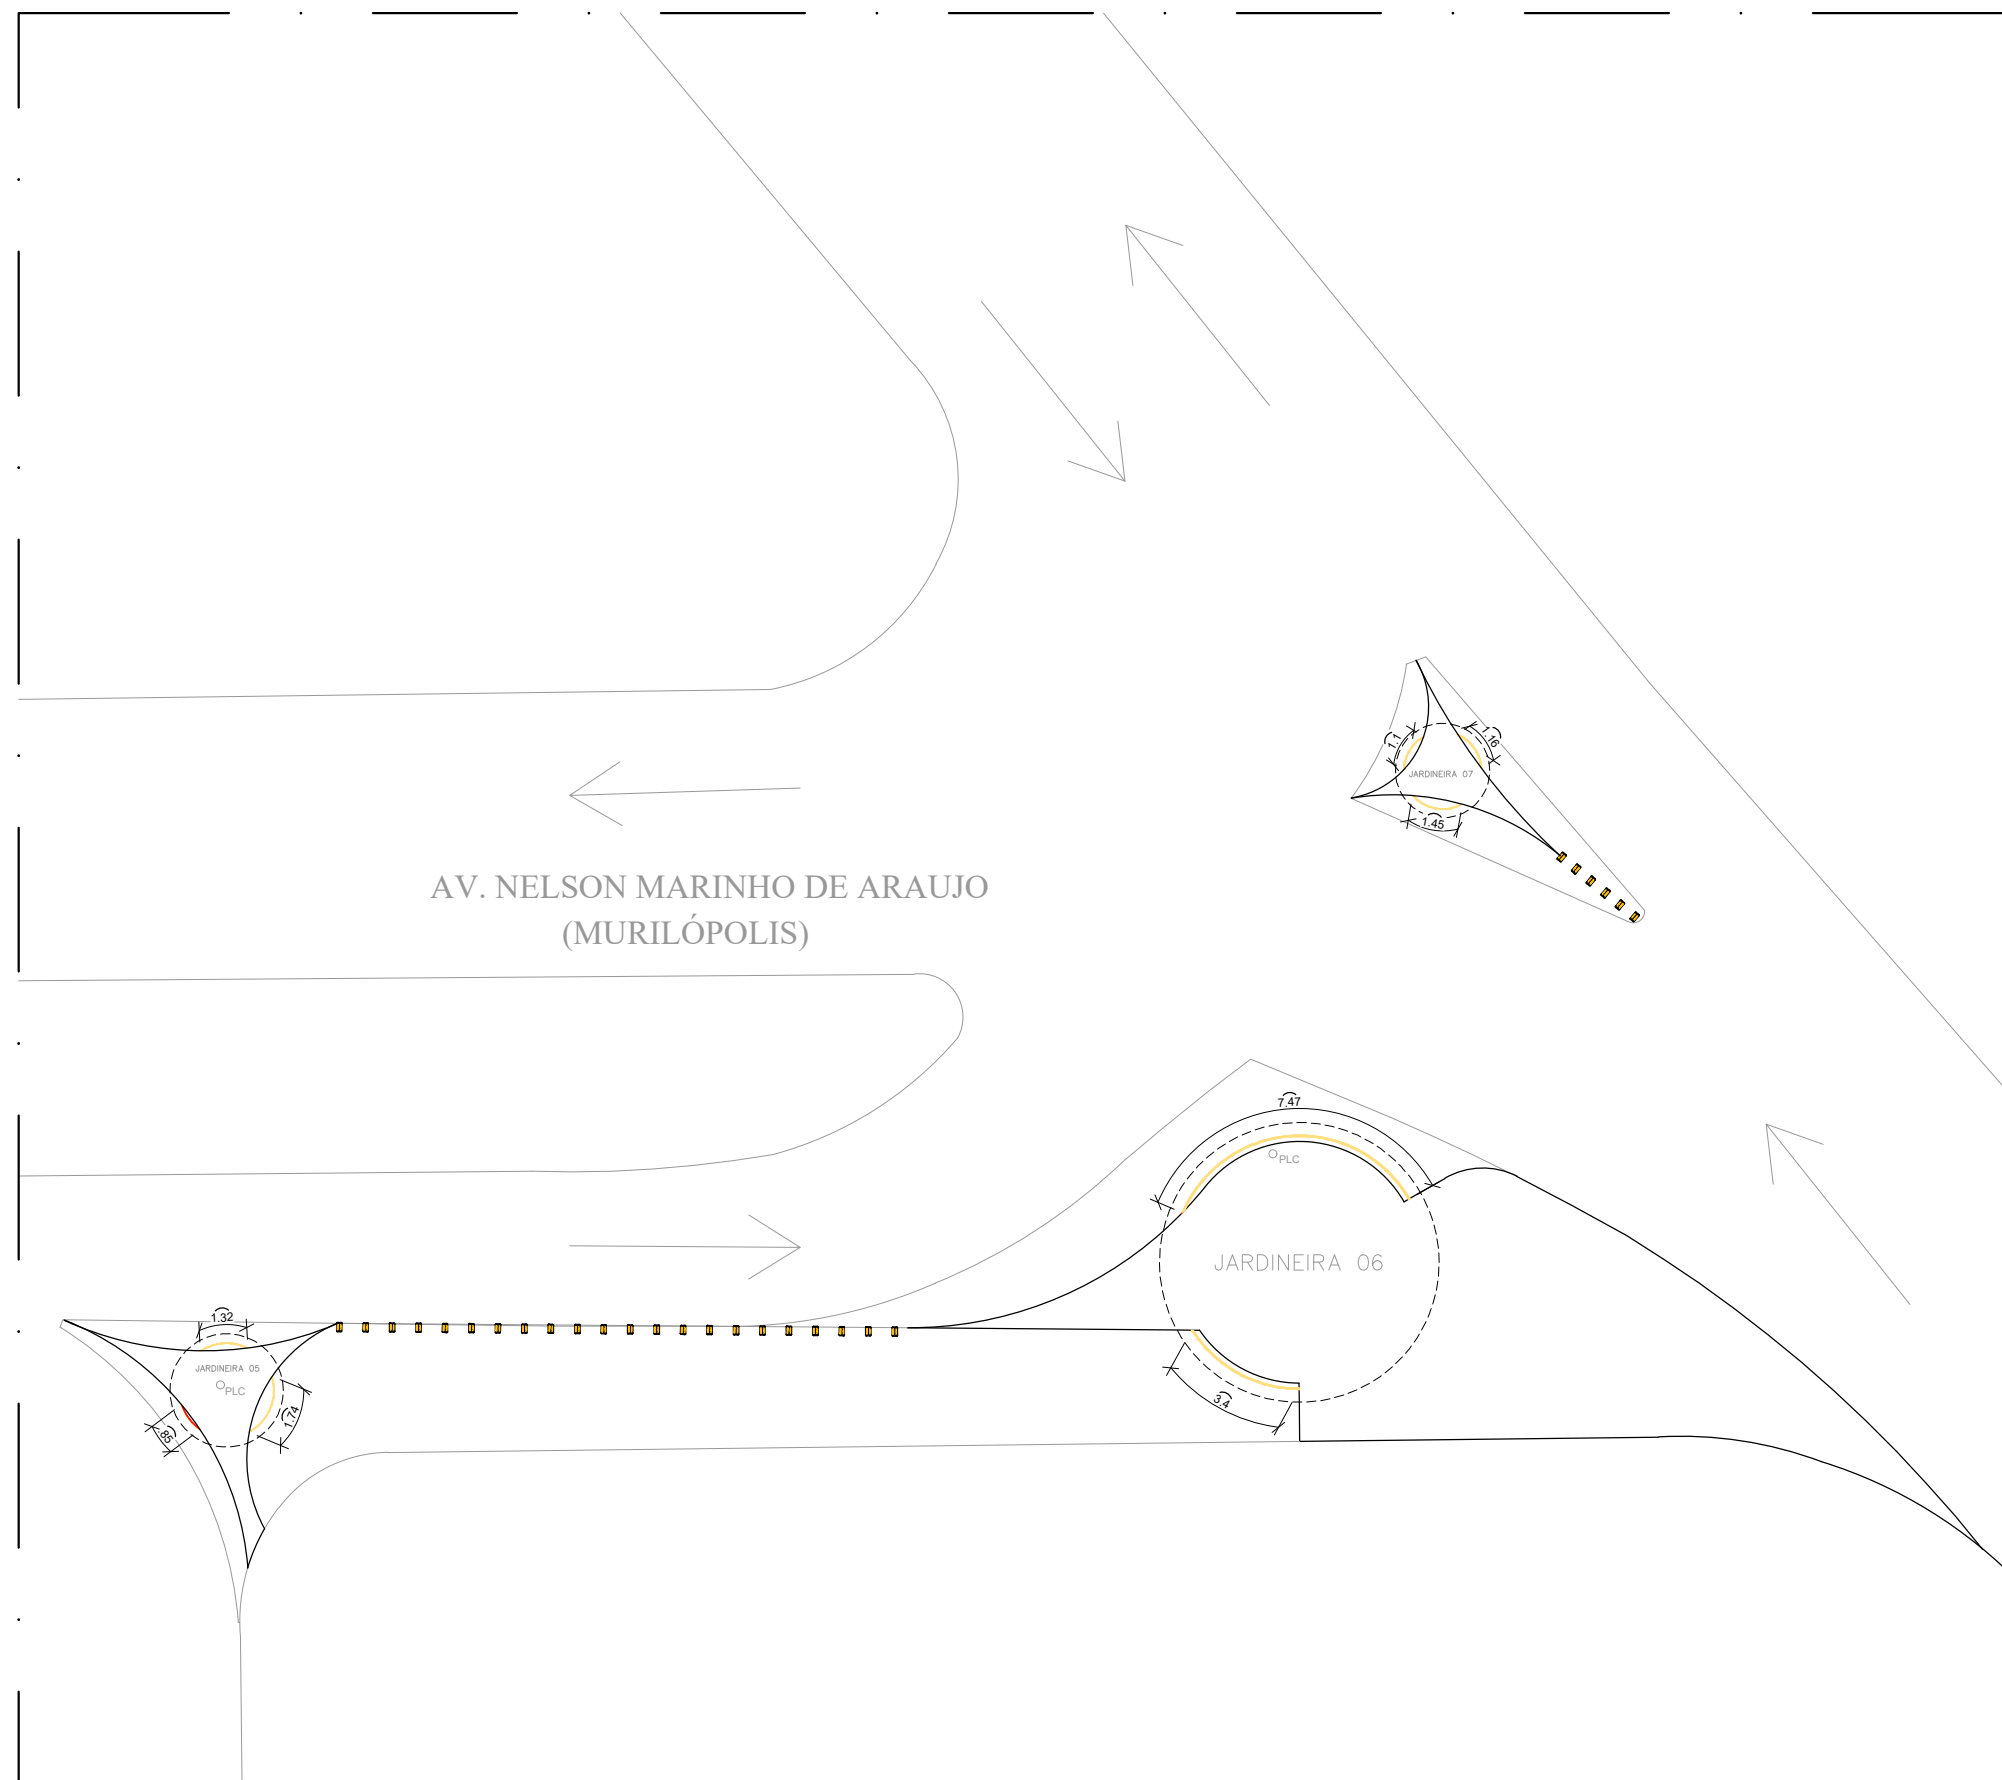 1.16
1.1
JARDINEIRA 07
1.45
AV. NELSON MARINHO DE ARAUJO
(MURILÓPOLIS)
7.47
PLC
JARDINEIRA 06
1.32
JARDINEIRA 05
PLC
1.74
.85
3.4